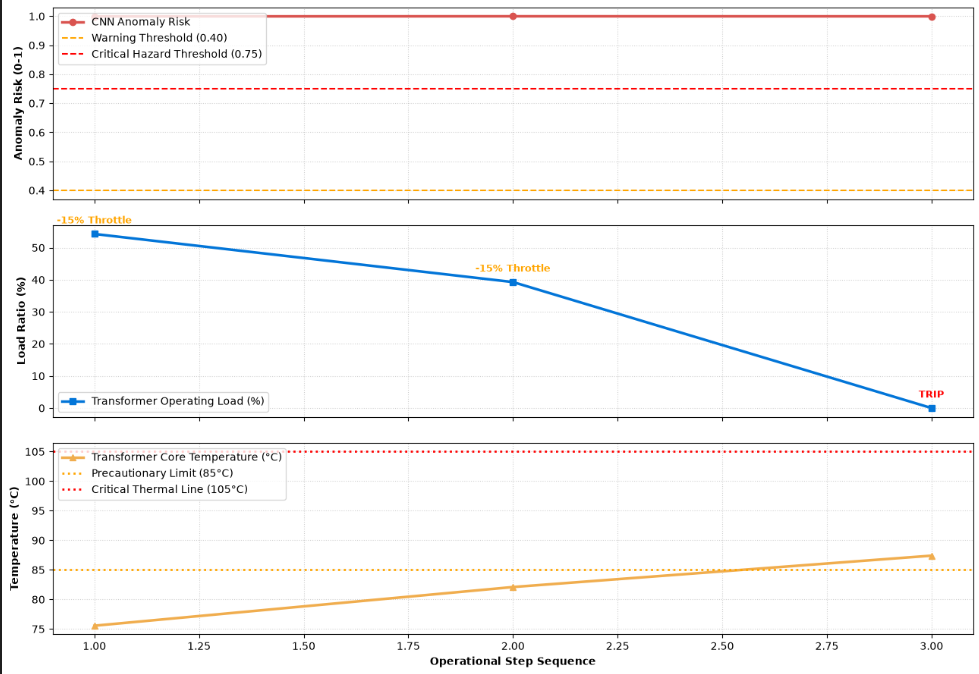 1.0
0.9
0.8
0.7
0.6
0.5
0.4
Anomaly Risk (0-1)
CNN Anomaly Risk
Warning Threshold (0.40)
Critical Hazard Threshold (0.75)
-15% Throttle
-15% Throttle
TRIP
50
40
30
20
10
0
Load Ratio (%)
Transformer Operating Load (%)
105
100
95
90
85
80
75
Temperature (°C)
Transformer Core Temperature (°C)
Precautionary Limit (85°C)
Critical Thermal Line (105°C)
1.00 1.25 1.50 1.75 2.00 2.25 2.50 2.75 3.00
Operational Step Sequence